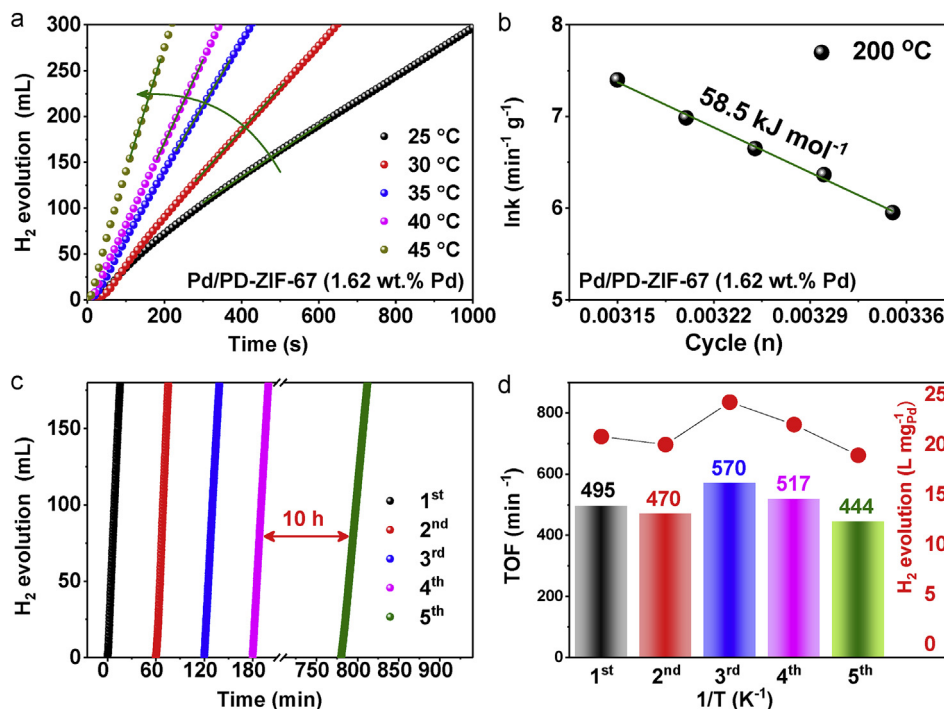 a
H2 evolution (mL)
300
250
200
150
100
50
0
25 °C
30 °C
35 °C
40 °C
45 °C
Pd/PD-ZIF-67 (1.62 wt.% Pd)
0 200 400 600 800 1000
Time (s)
b
lnk (min-1 g-1)
8
7
6
5
200 °C
58.5 kJ mol-1
Pd/PD-ZIF-67 (1.62 wt.% Pd)
0.00315 0.00322 0.00329 0.00336
Cycle (n)
c
H2 evolution (mL)
150
100
50
0
1st
2nd
3rd
4th
5th
10 h
0 60 120 180 750 800 850 900
Time (min)
d
TOF (min -1)
800
600
400
200
0
495
470
570
517
444
1st 2nd 3rd 4th 5th
1/T (K-1)
25
20
15
10
5
0
H2 evolution (L mg-1Pd)